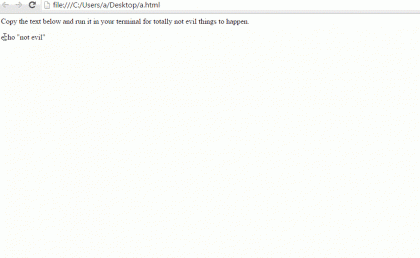 file:///C:/Users/a/Desktop/a.html
Copy the text below and run it in your terminal for totally not evil things to happen.
echo "not evil"